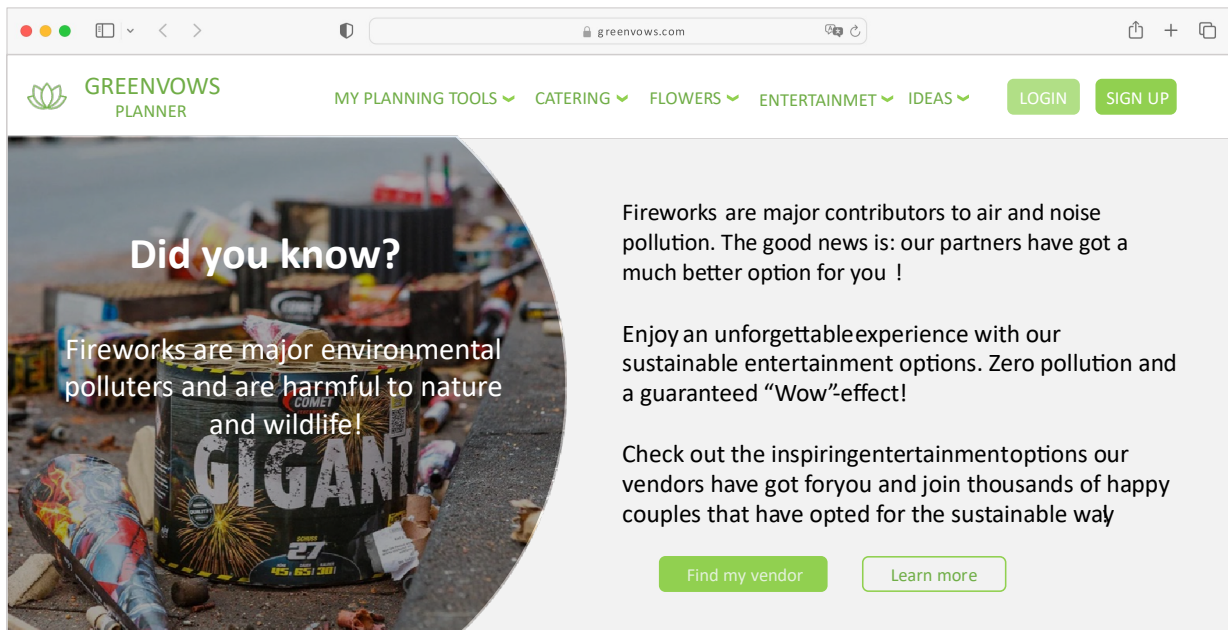 greenvows.com
GREENVOWS
PLANNER
MY PLANNING TOOLS
CATERING
FLOWERS
ENTERTAINMET
IDEAS
LOGIN
SIGN UP
Did you know?
Fireworks are major environmental
polluters and are harmful to nature
and wildlife!
COMET
COMET
GIGANT
SCHUSS
27
Fireworks are major contributors to air and noise
pollution. The good news is: our partners have got a
much better option for you !
Enjoy an unforgettable experience with our
sustainable entertainment options. Zero pollution and
a guaranteed “Wow”-effect!
Check out the inspiringentertainmentoptions our
vendors have got foryou and join thousands of happy
couples that have opted for the sustainable way
Find my vendor
Learn more